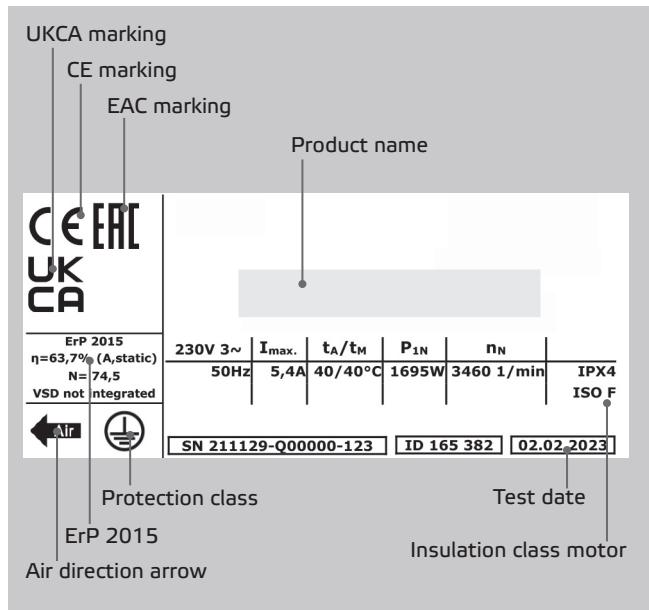 UKCA marking
CE marking
EAC marking
Product name
CE EAC
UK
CA
ErP 2015
η=63,7% (A,static)
N= 74,5
VSD not integrated
230V 3~ Imax. tA/tM P1N nN
50Hz 5,4A 40/40°C 1695W 3460 1/min IPX4
ISO F
Air
SN 211129-Q00000-123 ID 165 382 02.02.2023
Protection class
Test date
ErP 2015
Insulation class motor
Air direction arrow